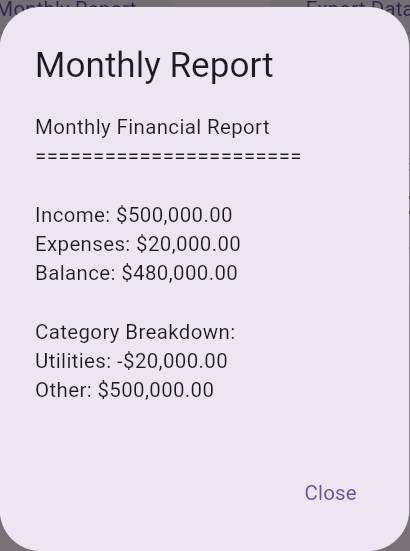 Monthly Report Export Data
Monthly Report
Monthly Financial Report
=======================
Income: $500,000.00
Expenses: $20,000.00
Balance: $480,000.00
Category Breakdown:
Utilities: -$20,000.00
Other: $500,000.00
Close